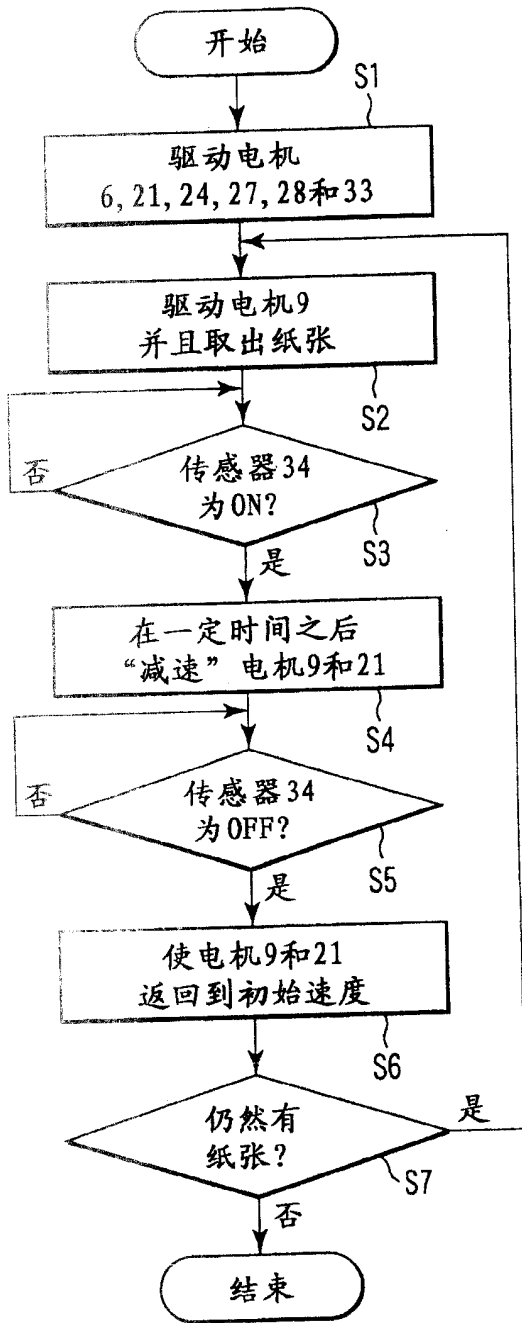 开始
S1
驱动电机
6, 21, 24, 27, 28和33
驱动电机9
并且取出纸张
S2
传感器34
为ON?
否
S3
是
在一定时间之后
“减速”电机9和21
S4
传感器34
为OFF?
否
S5
是
使电机9和21
返回到初始速度
S6
仍然有
纸张?
是
S7
否
结束